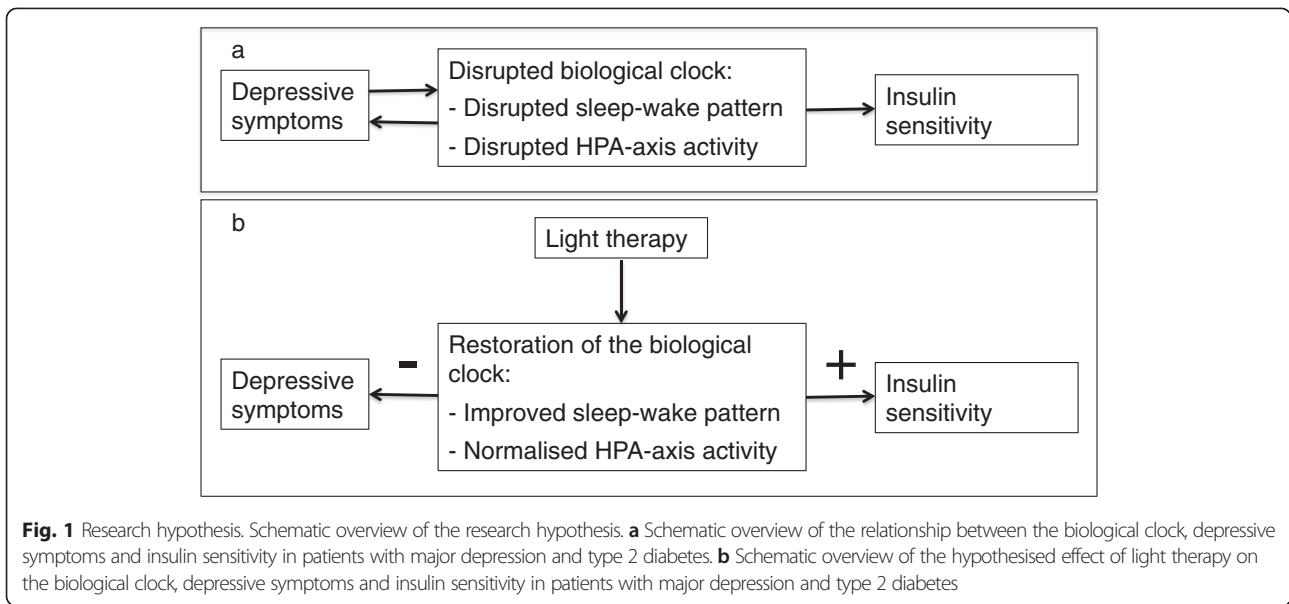 a
Depressive
symptoms
Disrupted biological clock:
- Disrupted sleep-wake pattern
- Disrupted HPA-axis activity
Insulin
sensitivity
b
Light therapy
Depressive
symptoms
-
Restoration of the biological
clock:
- Improved sleep-wake pattern
- Normalised HPA-axis activity
+
Insulin
sensitivity
Fig. 1 Research hypothesis. Schematic overview of the research hypothesis. a Schematic overview of the relationship between the biological clock, depressive
symptoms and insulin sensitivity in patients with major depression and type 2 diabetes. b Schematic overview of the hypothesised effect of light therapy on
the biological clock, depressive symptoms and insulin sensitivity in patients with major depression and type 2 diabetes